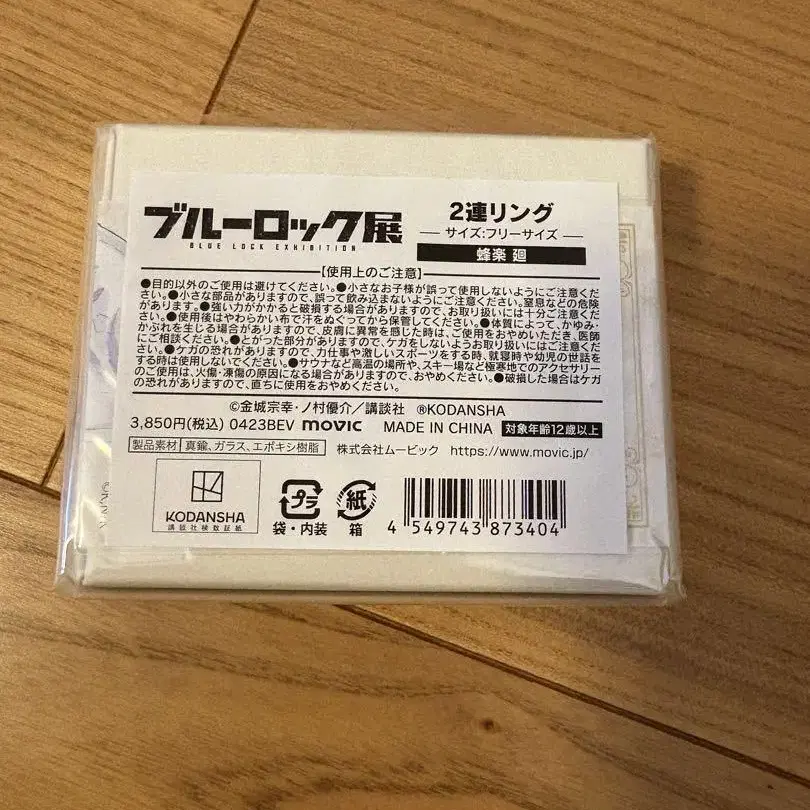 ブルーロック展
BLUE LOCK EXHIBITION
2連リング
サイズ:フリーサイズ
蜂楽 廻
【使用上のご注意】
●目的以外のご使用は避けてください。●小さなお子様が誤って使用しないようにご注意くだ
さい。●小さな部品がありますので、誤って飲み込まないようにご注意ください。窒息などの危険
があります。●強い力がかかると破損する場合がありますので、お取り扱いには十分ご注意くだ
さい。●使用後はやわらかい布で汗をぬぐってから保管してください。●体質によって、かゆみ・
かぶれを生じる場合がありますので、皮膚に異常を感じた時は、ご使用をおやめいただき、医師
にご相談ください。●とがった部分がありますので、ケガをしないようお取り扱いにはご注意くだ
さい。●ケガの恐れがありますので、力仕事や激しいスポーツをする時、就寝時や幼児の世話を
する時は使用しないでください。●サウナなど高温の場所や、スキー場など極寒地でのアクセサリー
のご使用は、火傷・凍傷の原因になる場合がありますので、おやめください。●破損した場合はケガ
の恐れがありますので、直ちに使用をおやめください。
©金城宗幸・ノ村優介/講談社 ®KODANSHA
3,850円(税込) 0423BEV movic MADE IN CHINA 対象年齢12歳以上
製品素材 真鍮、ガラス、エポキシ樹脂 株式会社ムービック https://www.movic.jp/
KODANSHA
講談社検数証紙
プラ
袋・内装
紙
箱
4 549743 873404